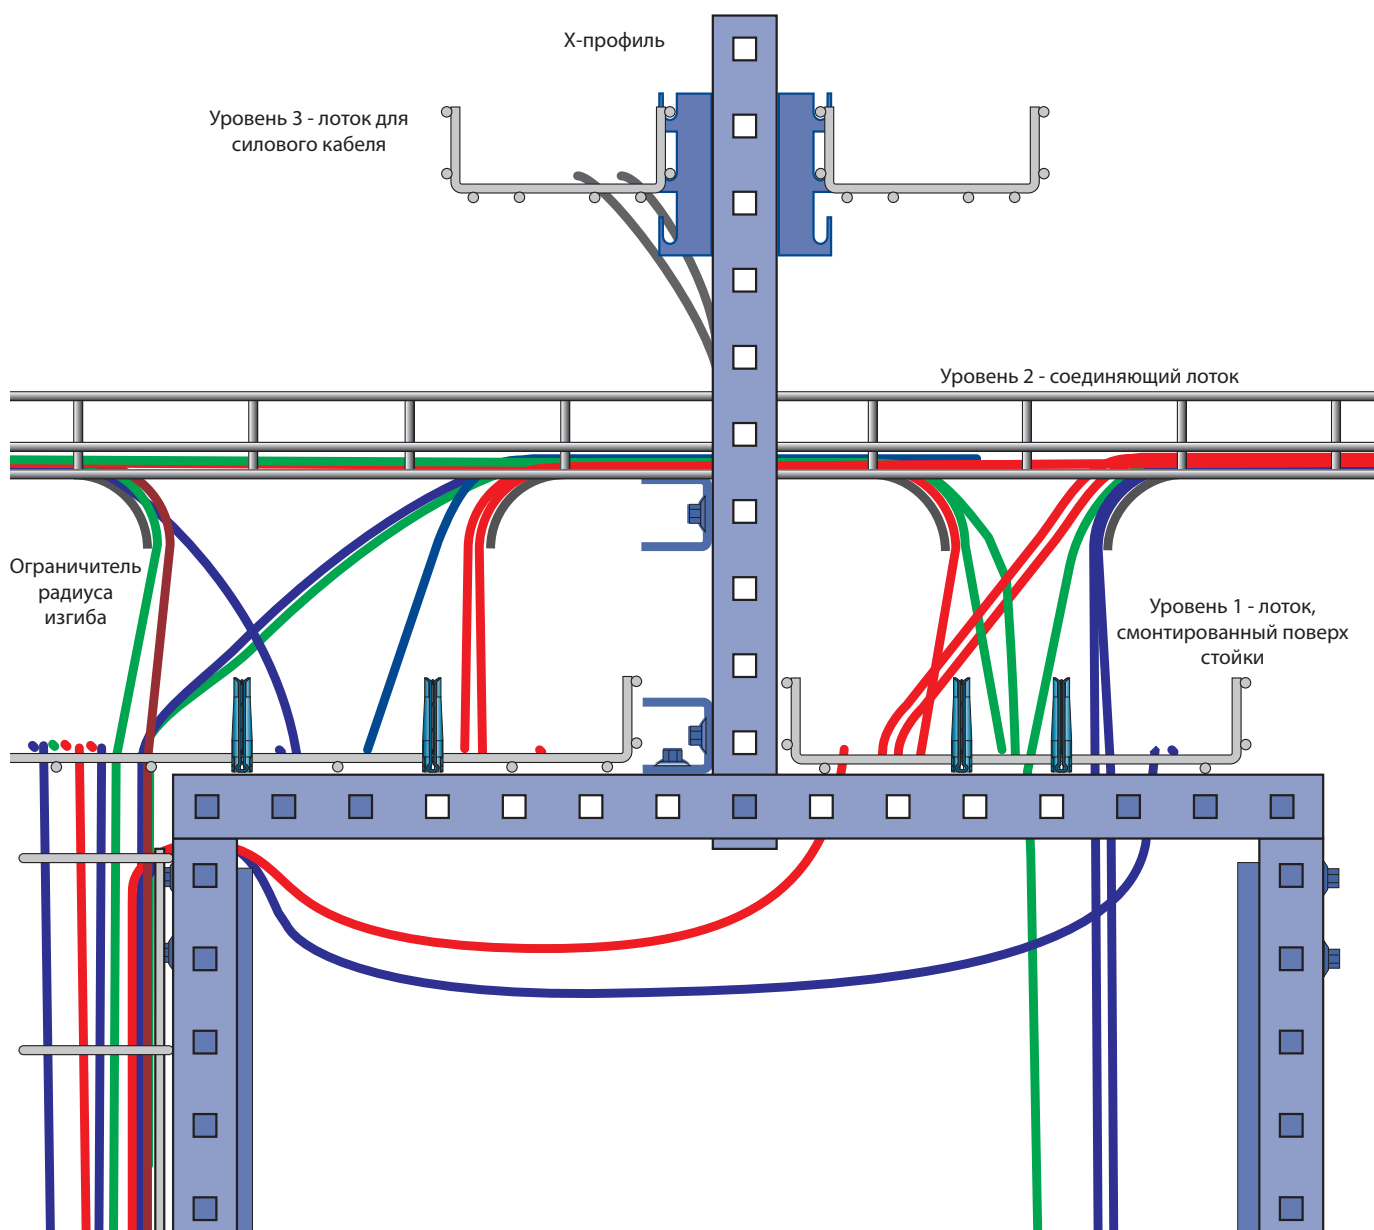 X-профиль
Уровень 3 - лоток для
силового кабеля
Уровень 2 - соединяющий лоток
Ограничитель
радиуса
изгиба
Уровень 1 - лоток,
смонтированный поверх
стойки